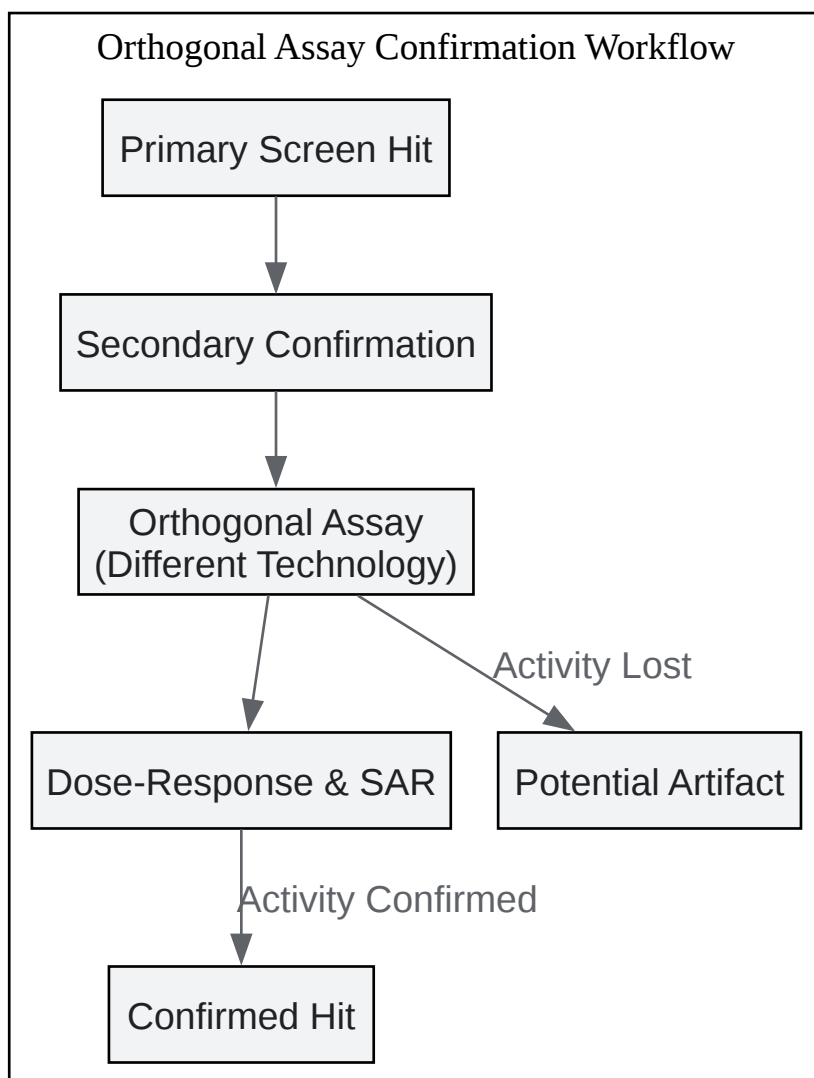 Orthogonal Assay Confirmation Workflow
Primary Screen Hit
Secondary Confirmation
Orthogonal Assay
(Different Technology)
Activity Lost
Dose-Response & SAR
Potential Artifact
Activity Confirmed
Confirmed Hit